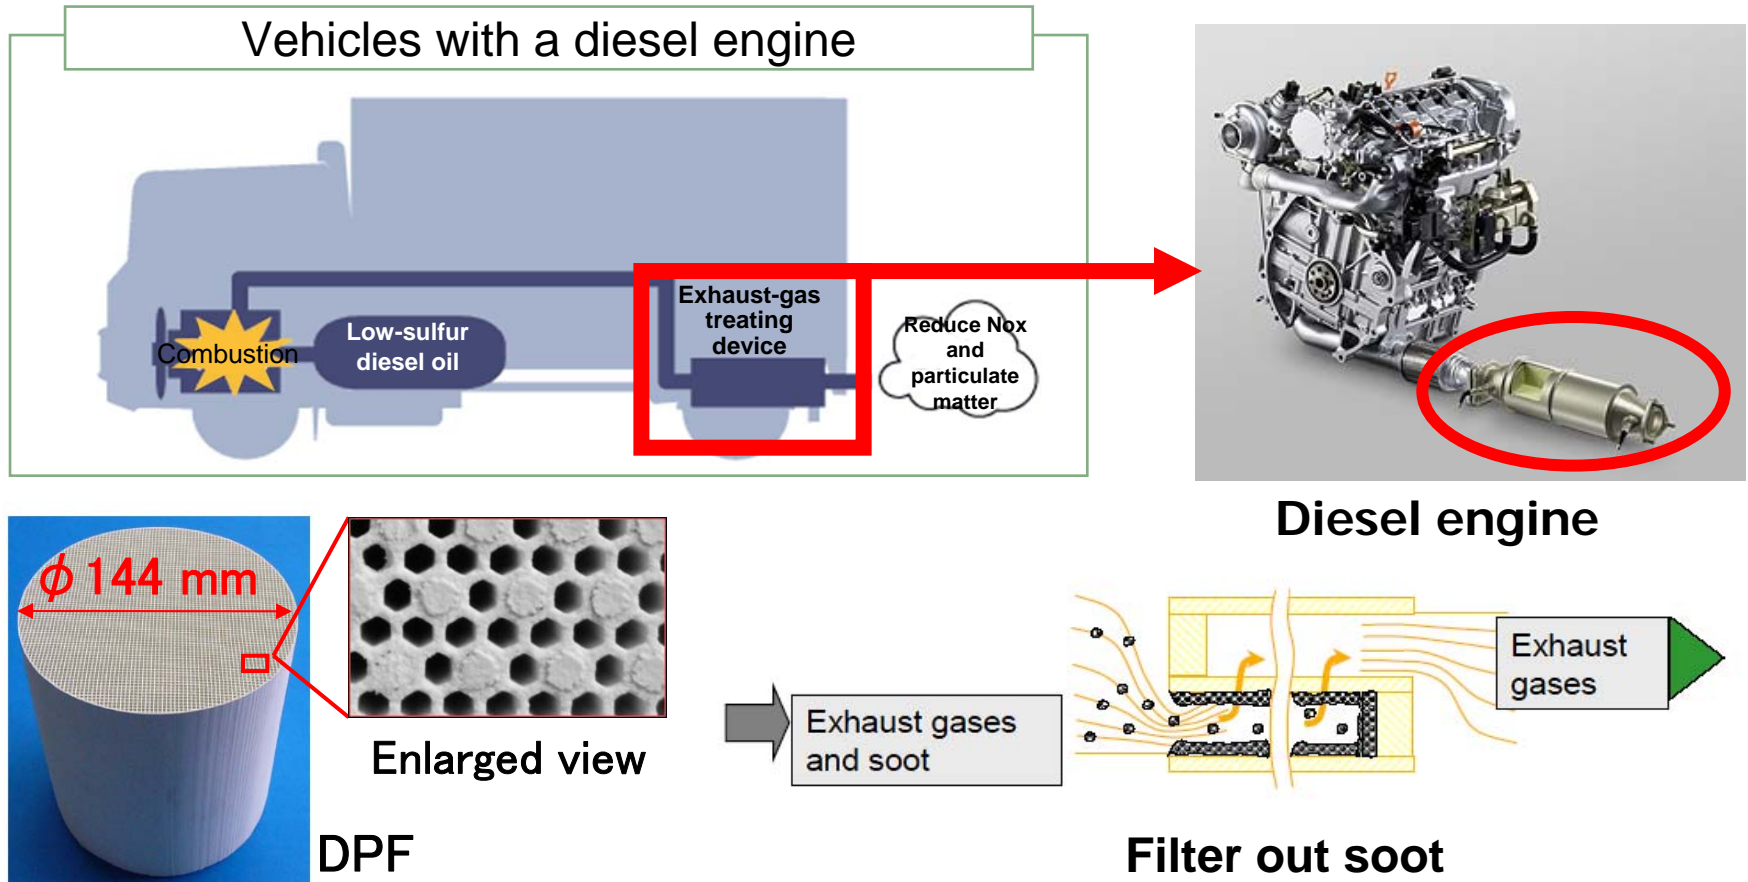 Vehicles with a diesel engine
Combustion
Low-sulfur
diesel oil
Exhaust-gas
treating
device
Reduce Nox
and
particulate
matter
Diesel engine
ϕ 144 mm
Enlarged view
DPF
Exhaust gases
and soot
Exhaust
gases
Filter out soot